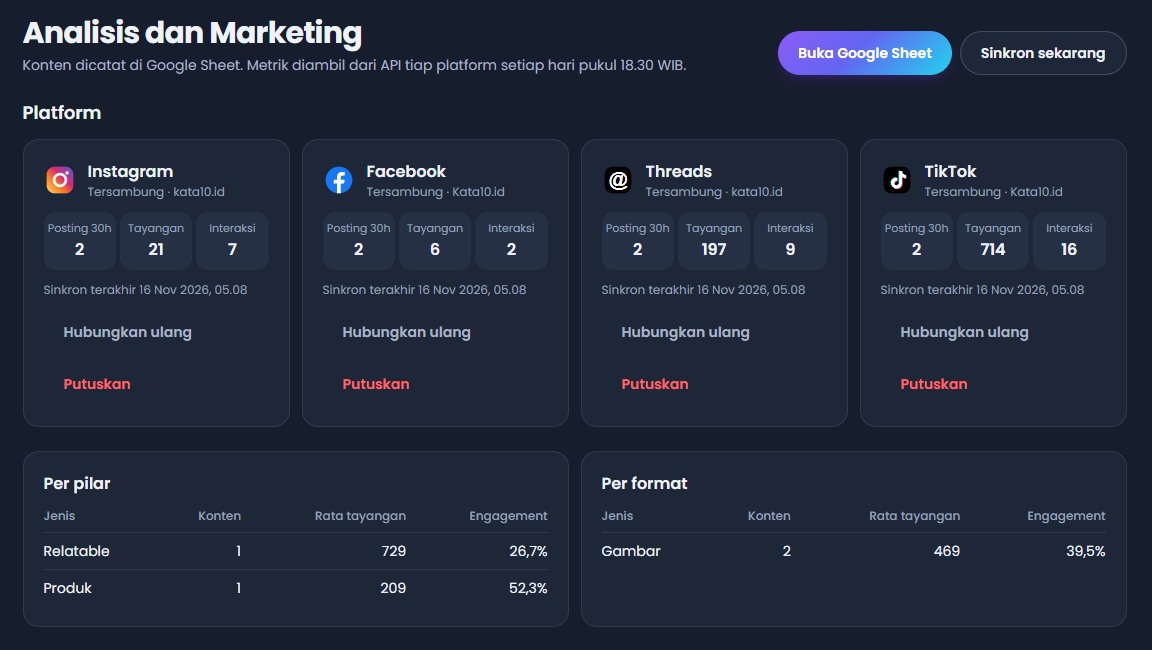 Analisis dan Marketing
Konten dicatat di Google Sheet. Metrik diambil dari API tiap platform setiap hari pukul 18.30 WIB.
Buka Google Sheet
Sinkron sekarang
Platform
Instagram
Tersambung · kata10.id
Posting 30h Tayangan Interaksi
2 21 7
Sinkron terakhir 16 Nov 2026, 05.08
Hubungkan ulang
Putuskan
Facebook
Tersambung · Kata10.id
Posting 30h Tayangan Interaksi
2 6 2
Sinkron terakhir 16 Nov 2026, 05.08
Hubungkan ulang
Putuskan
Threads
Tersambung · kata10.id
Posting 30h Tayangan Interaksi
2 197 9
Sinkron terakhir 16 Nov 2026, 05.08
Hubungkan ulang
Putuskan
TikTok
Tersambung · Kata10.id
Posting 30h Tayangan Interaksi
2 714 16
Sinkron terakhir 16 Nov 2026, 05.08
Hubungkan ulang
Putuskan
Per pilar
Jenis Konten Rata tayangan Engagement
Relatable 1 729 26,7%
Produk 1 209 52,3%
Per format
Jenis Konten Rata tayangan Engagement
Gambar 2 469 39,5%